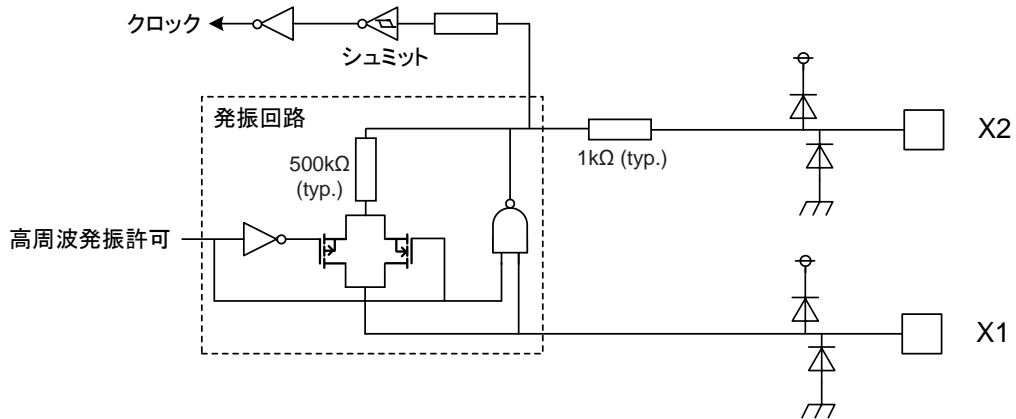 クロック
シュミット
発振回路
500kΩ
(typ.)
1kΩ (typ.)
X2
高周波発振許可
X1